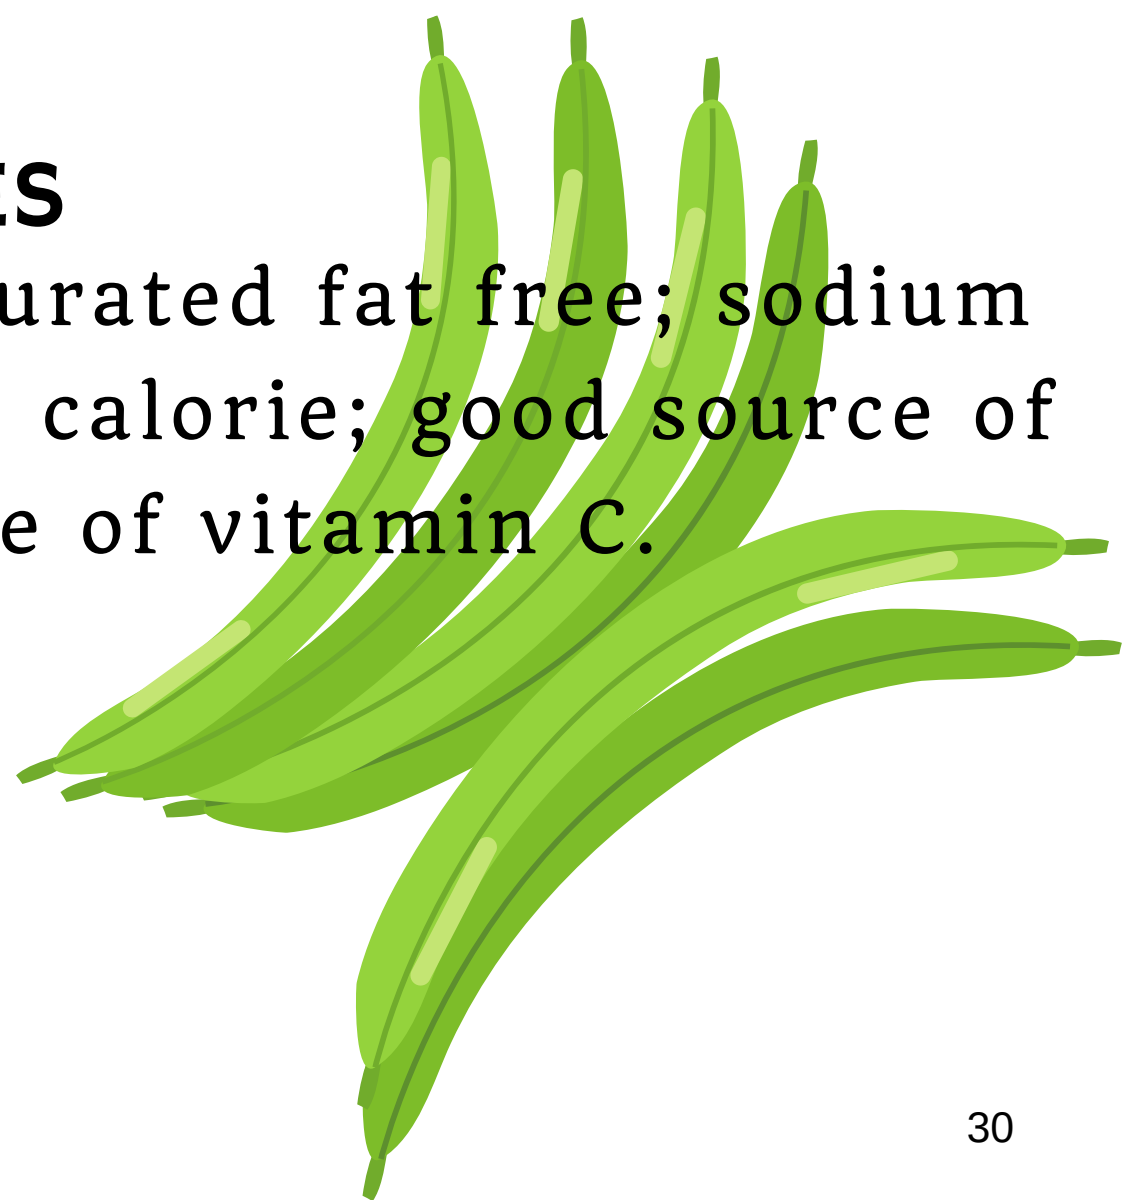 ES
urated fat free; sodium
calorie; good source of
e of vitamin C.
30